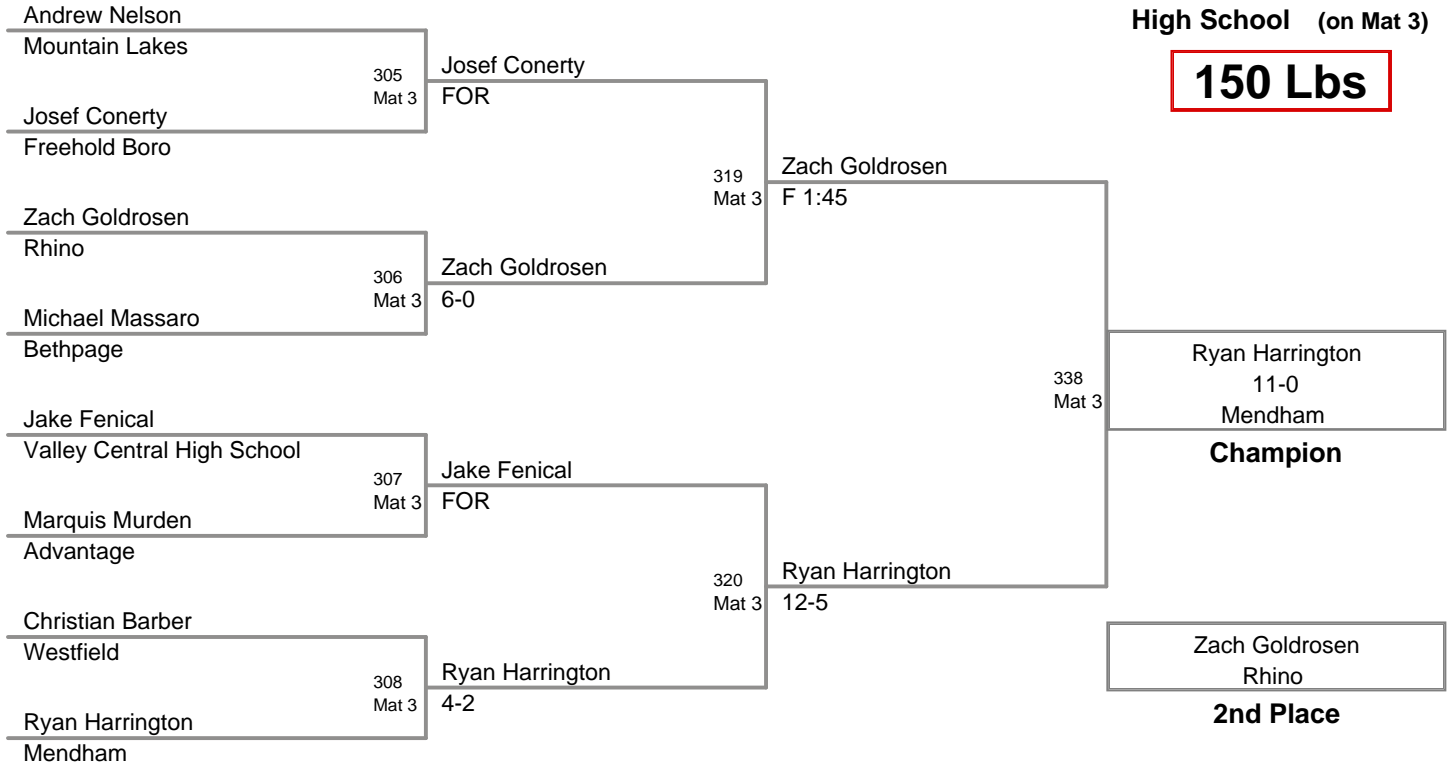 High School (on Mat 3)
150 Lbs
Andrew Nelson
Mountain Lakes
305
Mat 3
Josef Conerty
FOR
Josef Conerty
Freehold Boro
319
Mat 3
Zach Goldrosen
F 1:45
Zach Goldrosen
Rhino
306
Mat 3
Zach Goldrosen
6-0
Michael Massaro
Bethpage
338
Mat 3
Ryan Harrington
11-0
Mendham
Champion
Jake Fenical
Valley Central High School
307
Mat 3
Jake Fenical
FOR
Marquis Murden
Advantage
320
Mat 3
Ryan Harrington
12-5
Christian Barber
Westfield
308
Mat 3
Ryan Harrington
4-2
Ryan Harrington
Mendham
Zach Goldrosen
Rhino
2nd Place